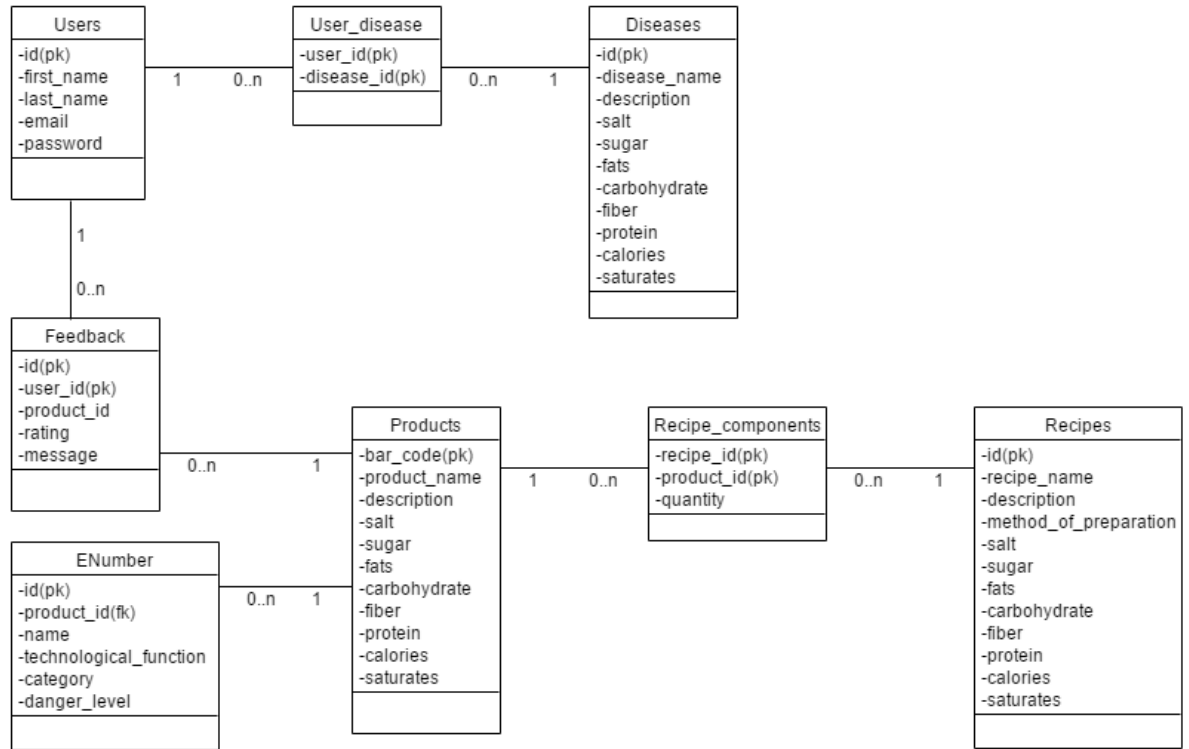 Users
-id(pk)
-first_name
-last_name
-email
-password
1
0..n
User_disease
-user_id(pk)
-disease_id(pk)
0..n
1
Diseases
-id(pk)
-disease_name
-description
-salt
-sugar
-fats
-carbohydrate
-fiber
-protein
-calories
-saturates
1
0..n
Feedback
-id(pk)
-user_id(pk)
-product_id
-rating
-message
0..n
1
Products
-bar_code(pk)
-product_name
-description
-salt
-sugar
-fats
-carbohydrate
-fiber
-protein
-calories
-saturates
1
0..n
Recipe_components
-recipe_id(pk)
-product_id(pk)
-quantity
0..n
1
Recipes
-id(pk)
-recipe_name
-description
-method_of_preparation
-salt
-sugar
-fats
-carbohydrate
-fiber
-protein
-calories
-saturates
ENumber
-id(pk)
-product_id(fk)
-name
-technological_function
-category
-danger_level
0..n
1